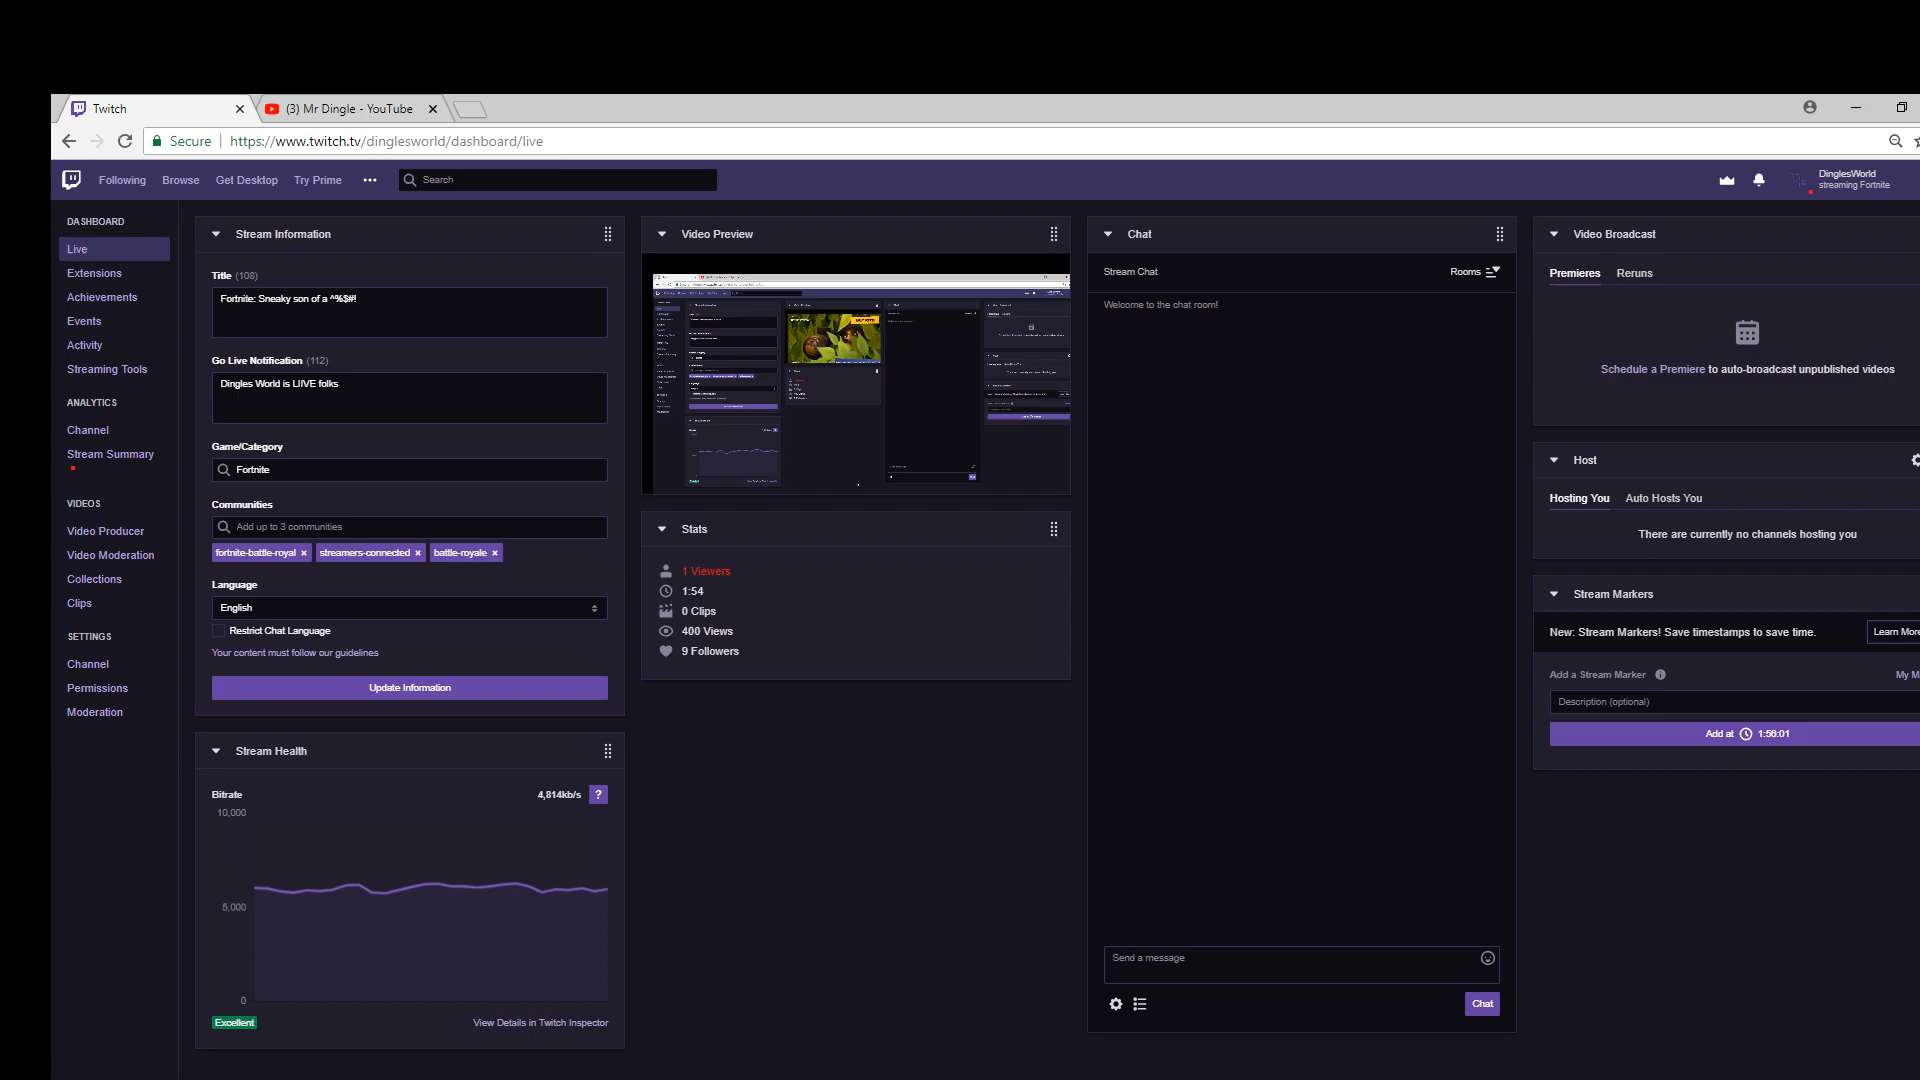 Twitch
(3) Mr Dingle - YouTube
Secure
https://www.twitch.tv/dinglesworld/dashboard/live
Following Browse Get Desktop Try Prime ••• Search
DinglesWorld
streaming Fortnite
DASHBOARD
Live
Extensions
Achievements
Events
Activity
Streaming Tools
ANALYTICS
Channel
Stream Summary
VIDEOS
Video Producer
Video Moderation
Collections
Clips
SETTINGS
Channel
Permissions
Moderation
Stream Information
Title (108)
Fortnite: Sneaky son of a ^%$#!
Go Live Notification (112)
Dingles World is LIIVE folks
Game/Category
Fortnite
Communities
Add up to 3 communities
fortnite-battle-royal × streamers-connected × battle-royale ×
Language
English
Restrict Chat Language
Your content must follow our guidelines
Update Information
Stream Health
Bitrate 4,814kb/s ?
10,000
5,000
0
Excellent
View Details in Twitch Inspector
Video Preview
Stats
1 Viewers
1:54
0 Clips
400 Views
9 Followers
Chat
Stream Chat Rooms
Welcome to the chat room!
Send a message
Chat
Video Broadcast
Premieres Reruns
Schedule a Premiere to auto-broadcast unpublished videos
Host
Hosting You Auto Hosts You
There are currently no channels hosting you
Stream Markers
New: Stream Markers! Save timestamps to save time.
Learn More
Add a Stream Marker
My M
Description (optional)
Add at 1:56:01